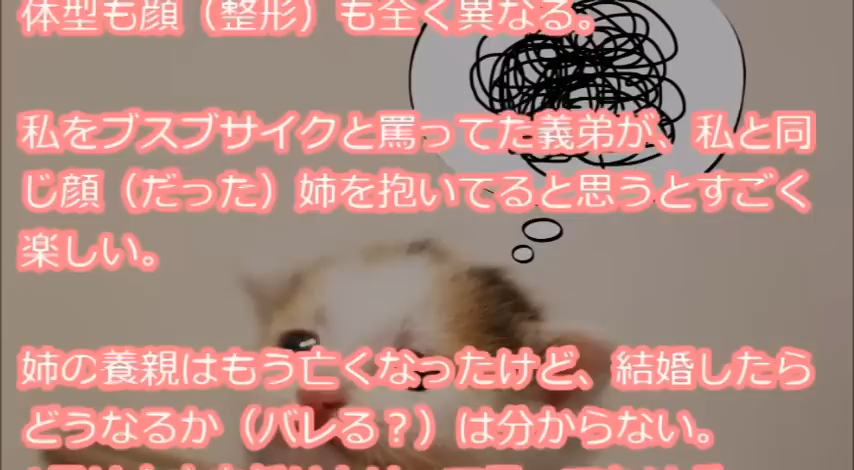 体型も顔（整形）も全く異なる。
私をブスブサイクと罵ってた義弟が、私と同
じ顔（だった）姉を抱いてると思うとすごく
楽しい。
姉の養親はもう亡くなったけど、結婚したら
どうなるか（バレる？）は分からない。